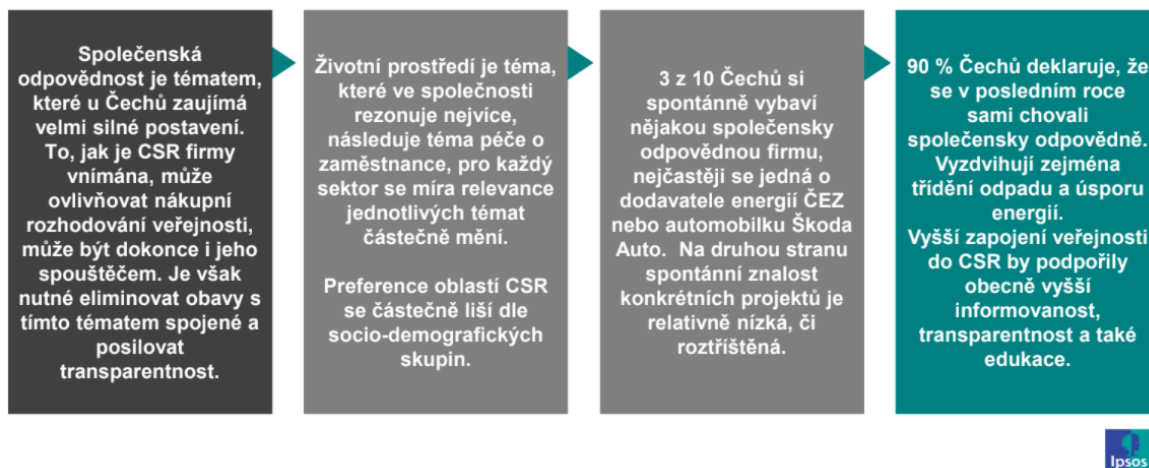 Společenská
odpovědnost je tématem,
které u Čechů zaujímá
velmi silné postavení.
To, jak je CSR firmy
vnímána, může
ovlivňovat nákupní
rozhodování veřejnosti,
může být dokonce i jeho
spouštěčem. Je však
nutné eliminovat obavy s
tímto tématem spojené a
posilovat
transparentnost.
Životní prostředí je téma,
které ve společnosti
rezonuje nejvíce,
následuje téma péče o
zaměstnance, pro každý
sektor se míra relevance
jednotlivých témat
částečně mění.
Preference oblastí CSR
se částečně liší dle
socio-demografických
skupin.
3 z 10 Čechů si
spontánně vybaví
nějakou společensky
odpovědnou firmu,
nejčastěji se jedná o
dodavatele energií ČEZ
nebo automobilku Škoda
Auto. Na druhou stranu
spontánní znalost
konkrétních projektů je
relativně nízká, či
roztříštěná.
90 % Čechů deklaruje, že
se v posledním roce
sami chovali
společensky odpovědně.
Vyzdvihují zejména
třídění odpadu a úsporu
energií.
Vyšší zapojení veřejnosti
do CSR by podpořily
obecně vyšší
informovanost,
transparentnost a také
edukace.
Ipsos